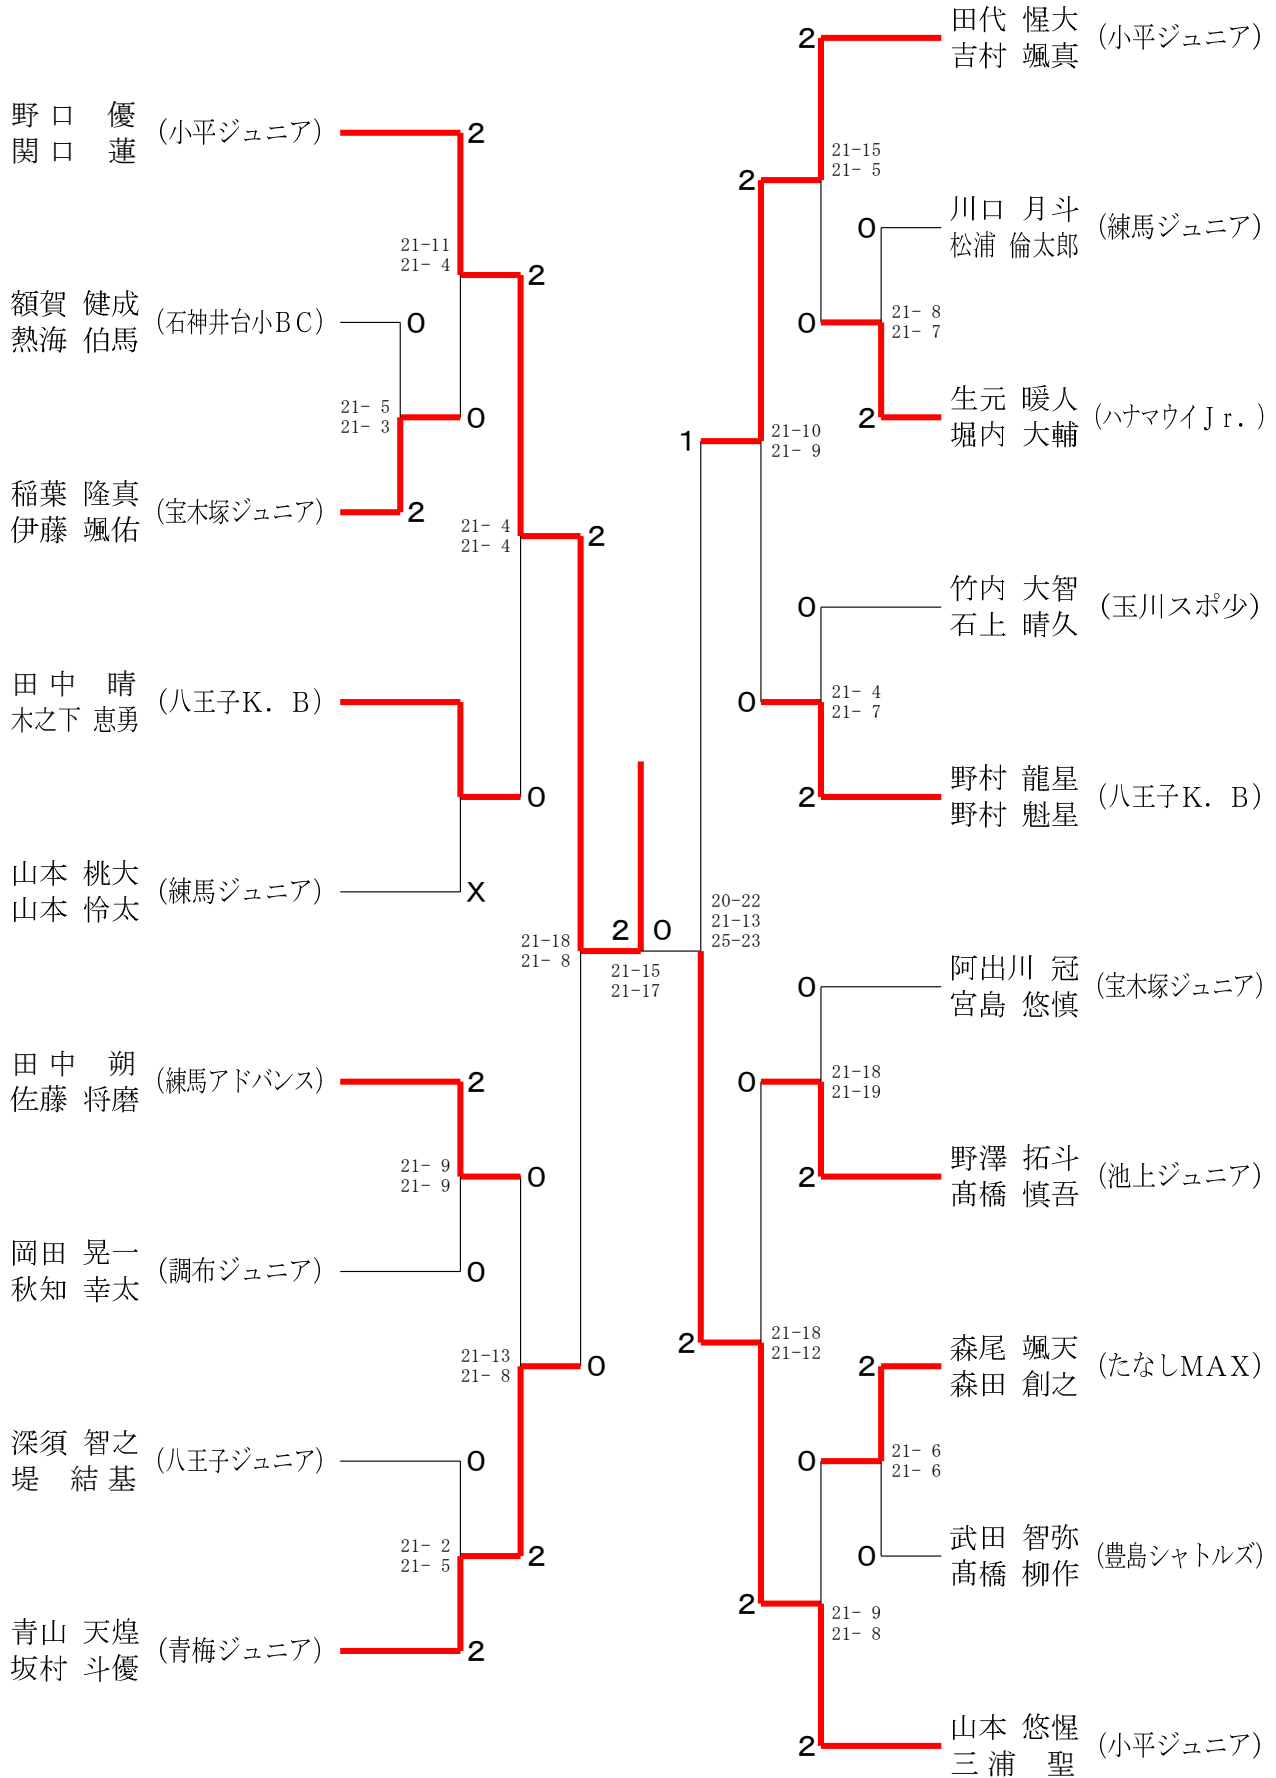 野口 優
関口 蓮
(小平ジュニア)
2
21-11
21- 4
2
額賀 健成
熱海 伯馬
(石神井台小BC)
0
21- 5
21- 3
0
稲葉 隆真
伊藤 颯佑
(宝木塚ジュニア)
2
21- 4
21- 4
2
田中 晴
木之下 恵勇
(八王子K.B)
0
山本 桃大
山本 怜太
(練馬ジュニア)
X
21-18
21- 8
2
0
21-15
21-17
田中 朔
佐藤 将磨
(練馬アドバンス)
2
21- 9
21- 9
0
岡田 晃一
秋知 幸太
(調布ジュニア)
0
21-13
21- 8
0
深須 智之
堤 結基
(八王子ジュニア)
0
21- 2
21- 5
2
青山 天煌
坂村 斗優
(青梅ジュニア)
2
2
田代 惺大
吉村 颯真
(小平ジュニア)
2
21-15
21- 5
0
川口 月斗
松浦 倫太郎
(練馬ジュニア)
0
21- 8
21- 7
2
生元 暖人
堀内 大輔
(ハナマウイJr.)
1
21-10
21- 9
0
竹内 大智
石上 晴久
(玉川スポ少)
0
21- 4
21- 7
2
野村 龍星
野村 魁星
(八王子K.B)
20-22
21-13
25-23
0
阿出川 冠
宮島 悠慎
(宝木塚ジュニア)
0
21-18
21-19
2
野澤 拓斗
髙橋 慎吾
(池上ジュニア)
2
21-18
21-12
2
森尾 颯天
森田 創之
(たなしMAX)
0
21- 6
21- 6
0
武田 智弥
髙橋 柳作
(豊島シャトルズ)
2
21- 9
21- 8
2
山本 悠惺
三浦 聖
(小平ジュニア)